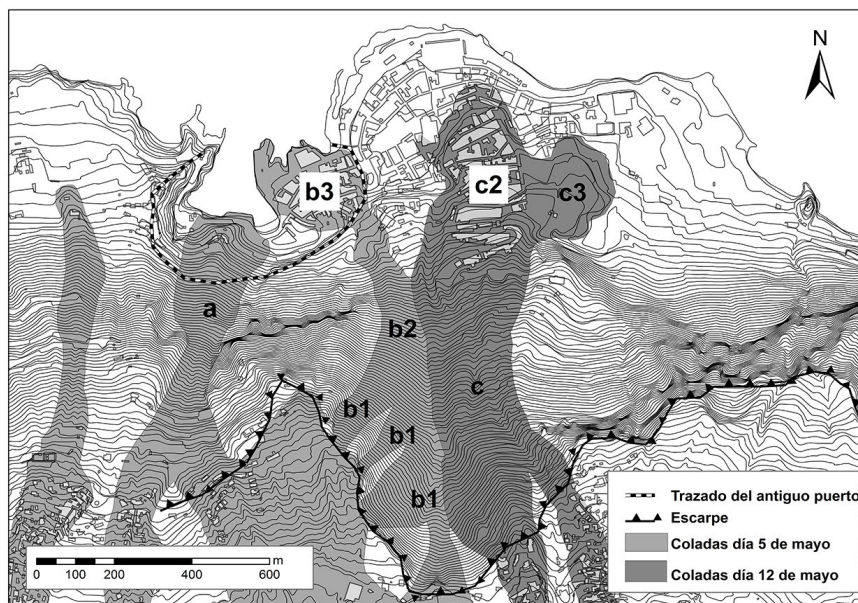 N
b3
c2
c3
a
b2
c
b1
b1
b1
Trazado del antiguo puerto
Escarpe
Coladas día 5 de mayo
Coladas día 12 de mayo
0 50 100 200 400 600
m